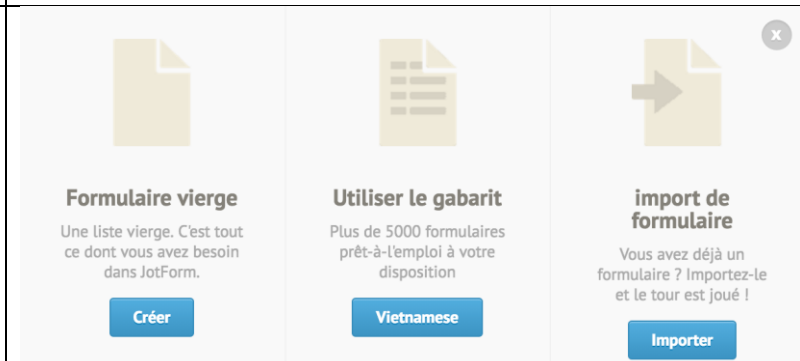 x
Formulaire vierge
Une liste vierge. C'est tout
ce dont vous avez besoin
dans JotForm.
Créer
Utiliser le gabarit
Plus de 5000 formulaires
prêt-à-l'emploi à votre
disposition
Vietnamese
import de
formulaire
Vous avez déjà un
formulaire ? Importez-le
et le tour est joué !
Importer